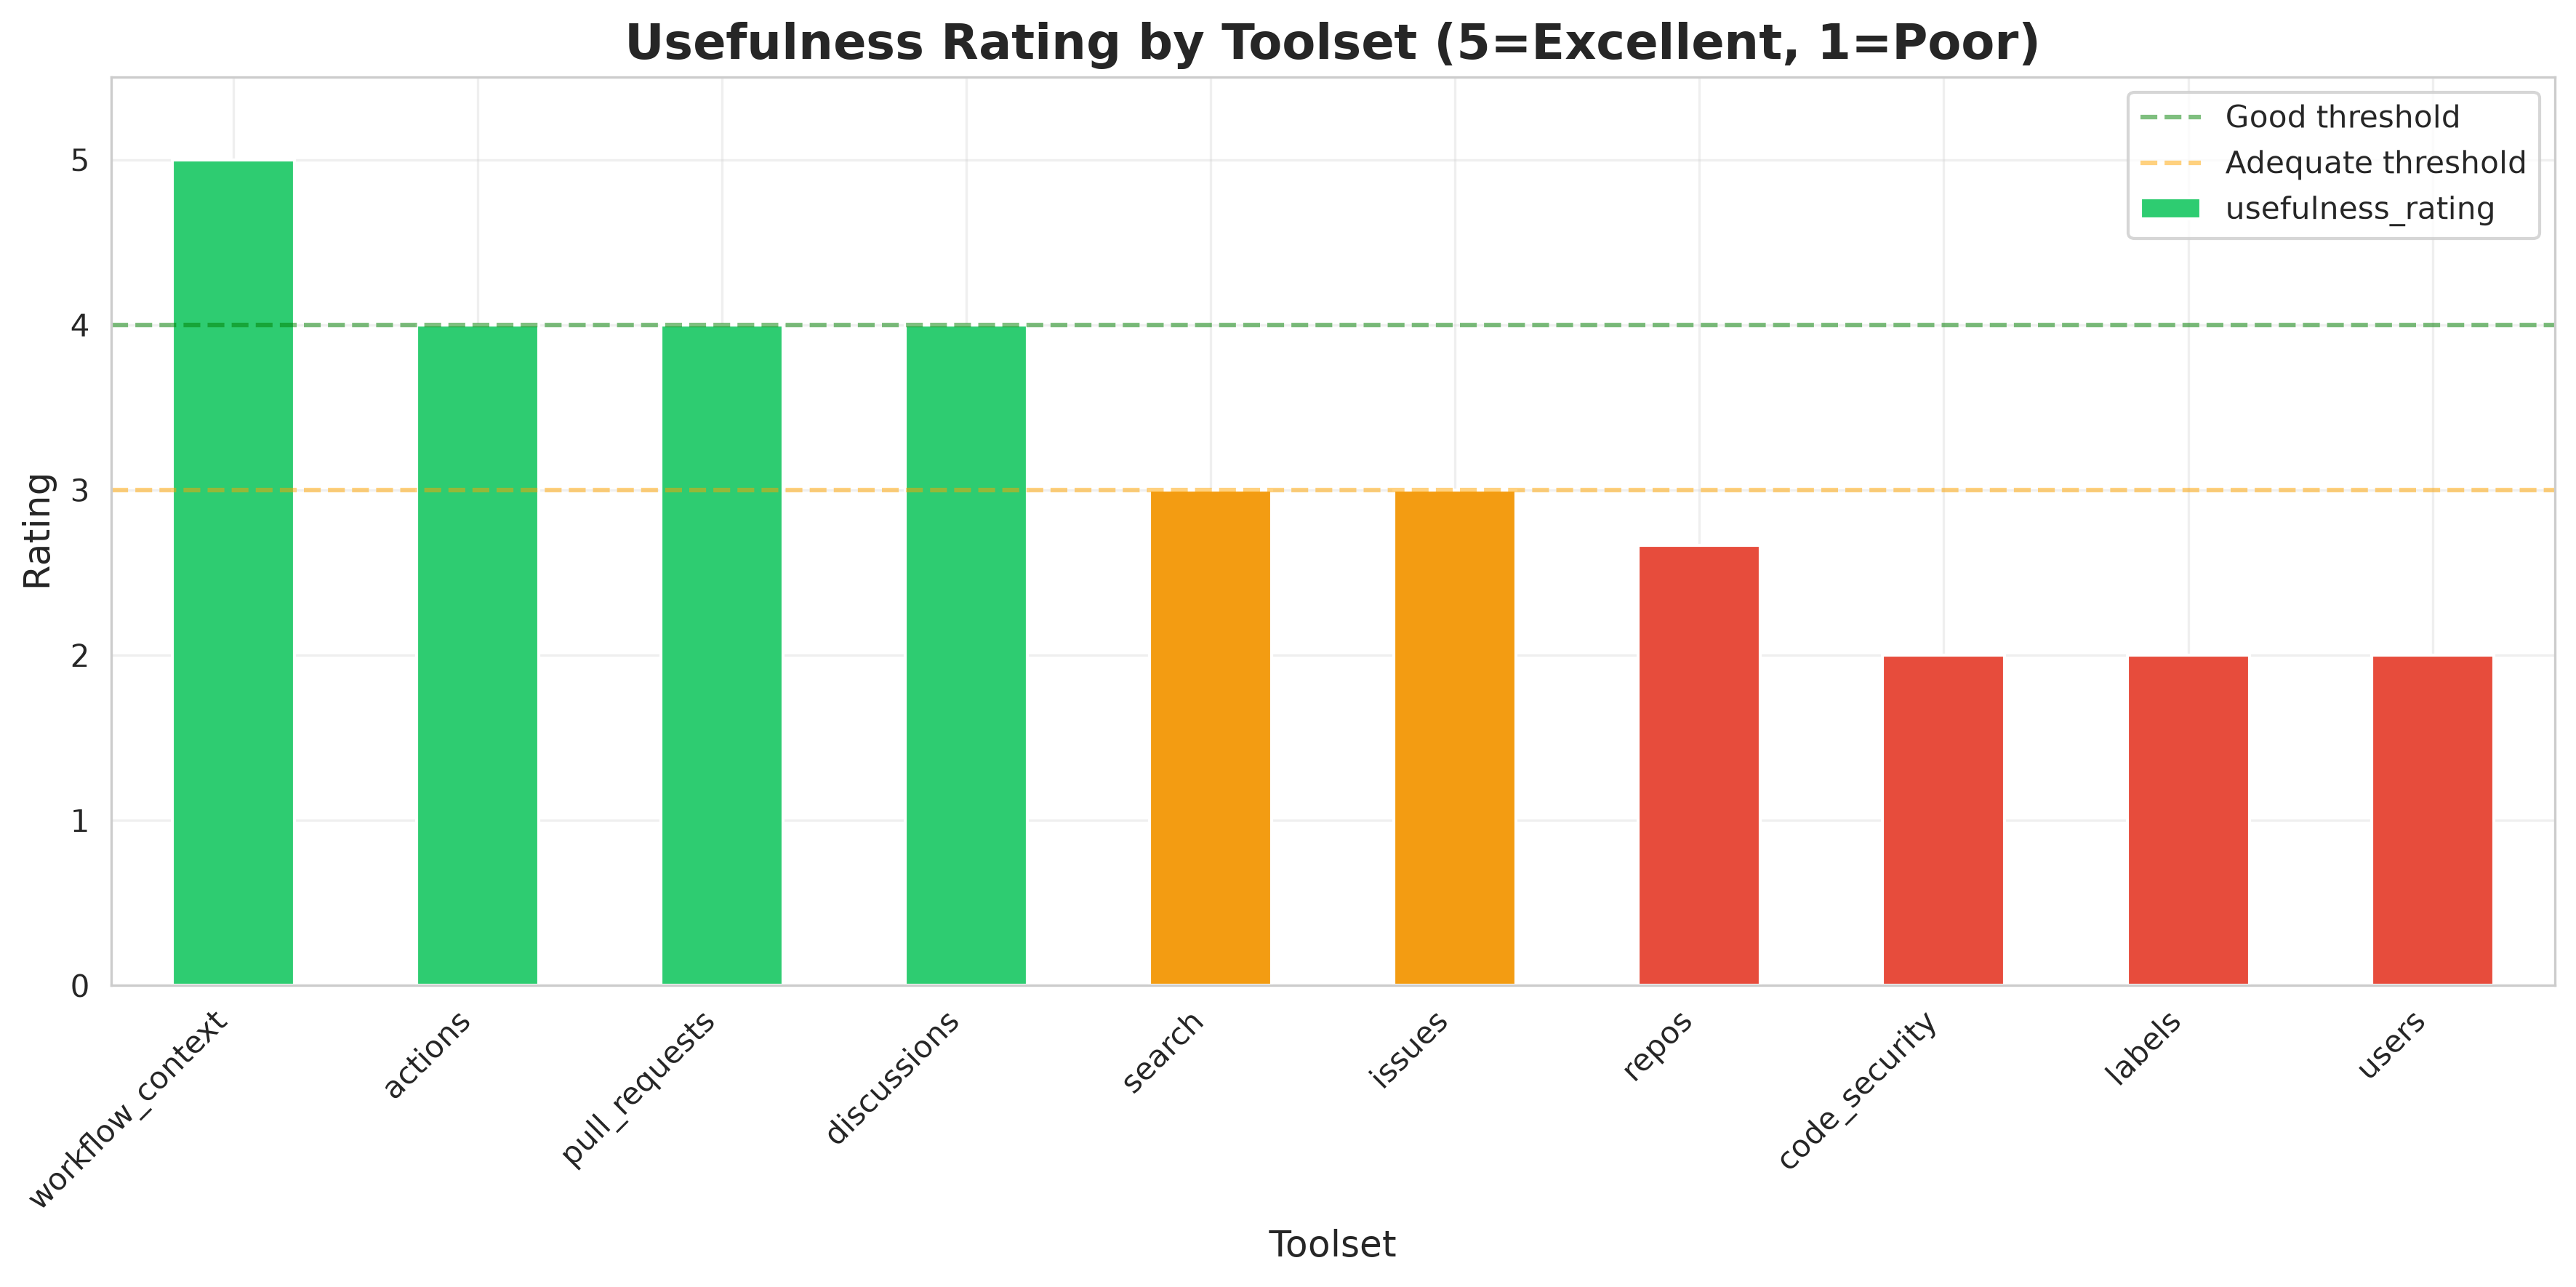 Usefulness Rating by Toolset (5=Excellent, 1=Poor)
Good threshold
Adequate threshold
usefulness_rating
Rating
5
4
3
2
1
0
workflow_context
actions
pull_requests
discussions
search
issues
repos
code_security
labels
users
Toolset